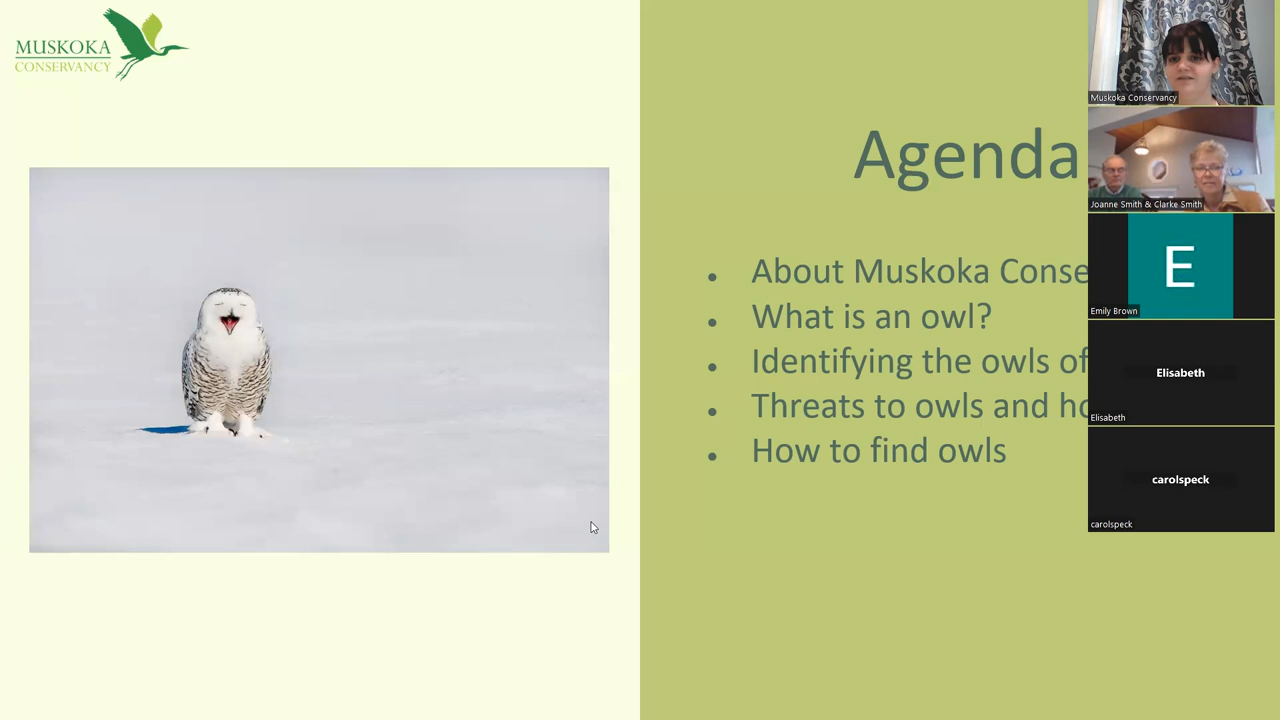 MUSKOKA
CONSERVANCY
Agenda
About Muskoka Conse
What is an owl?
Identifying the owls of
Threats to owls and ho
How to find owls
Muskoka Conservancy
Joanne Smith & Clarke Smith
E
Emily Brown
Elisabeth
Elisabeth
carolspeck
carolspeck